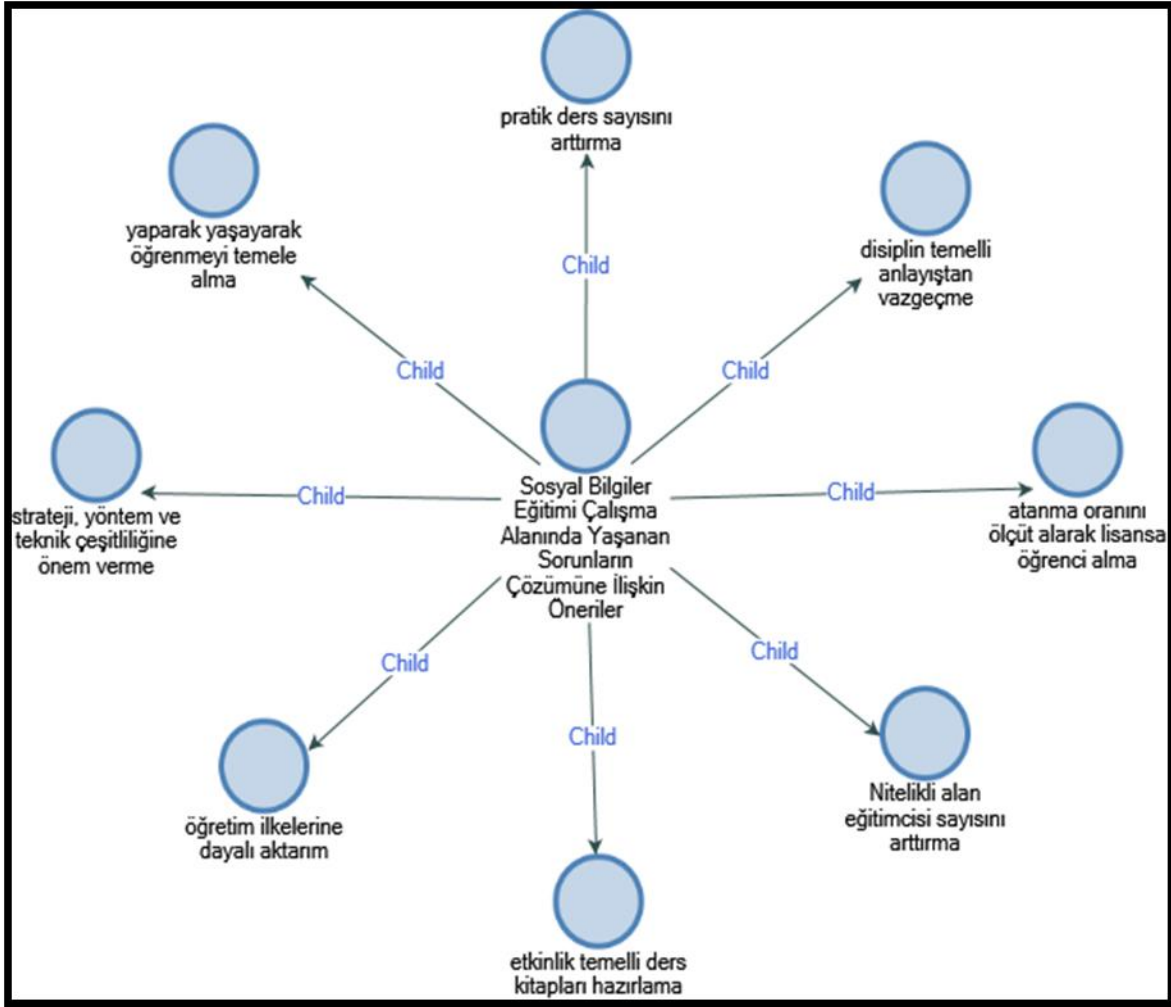 pratik ders sayısını
arttırma
yaparak yaşayarak
öğrenmeyi temele
alma
disiplin temelli
anlayıştan
vazgeçme
Child
Child
Child
strateji, yöntem ve
teknik çeşitliliğine
önem verme
Child
Sosyal Bilgiler
Eğitimi Çalışma
Alanında Yaşanan
Sorunların
Çözümüne İlişkin
Öneriler
Child
atanma oranını
ölçüt alarak lisansa
öğrenci alma
Child
Child
Child
öğretim ilkelerine
dayalı aktarım
Nitelikli alan
eğitimcisi sayısını
arttırma
etkinlik temelli ders
kitapları hazırlama